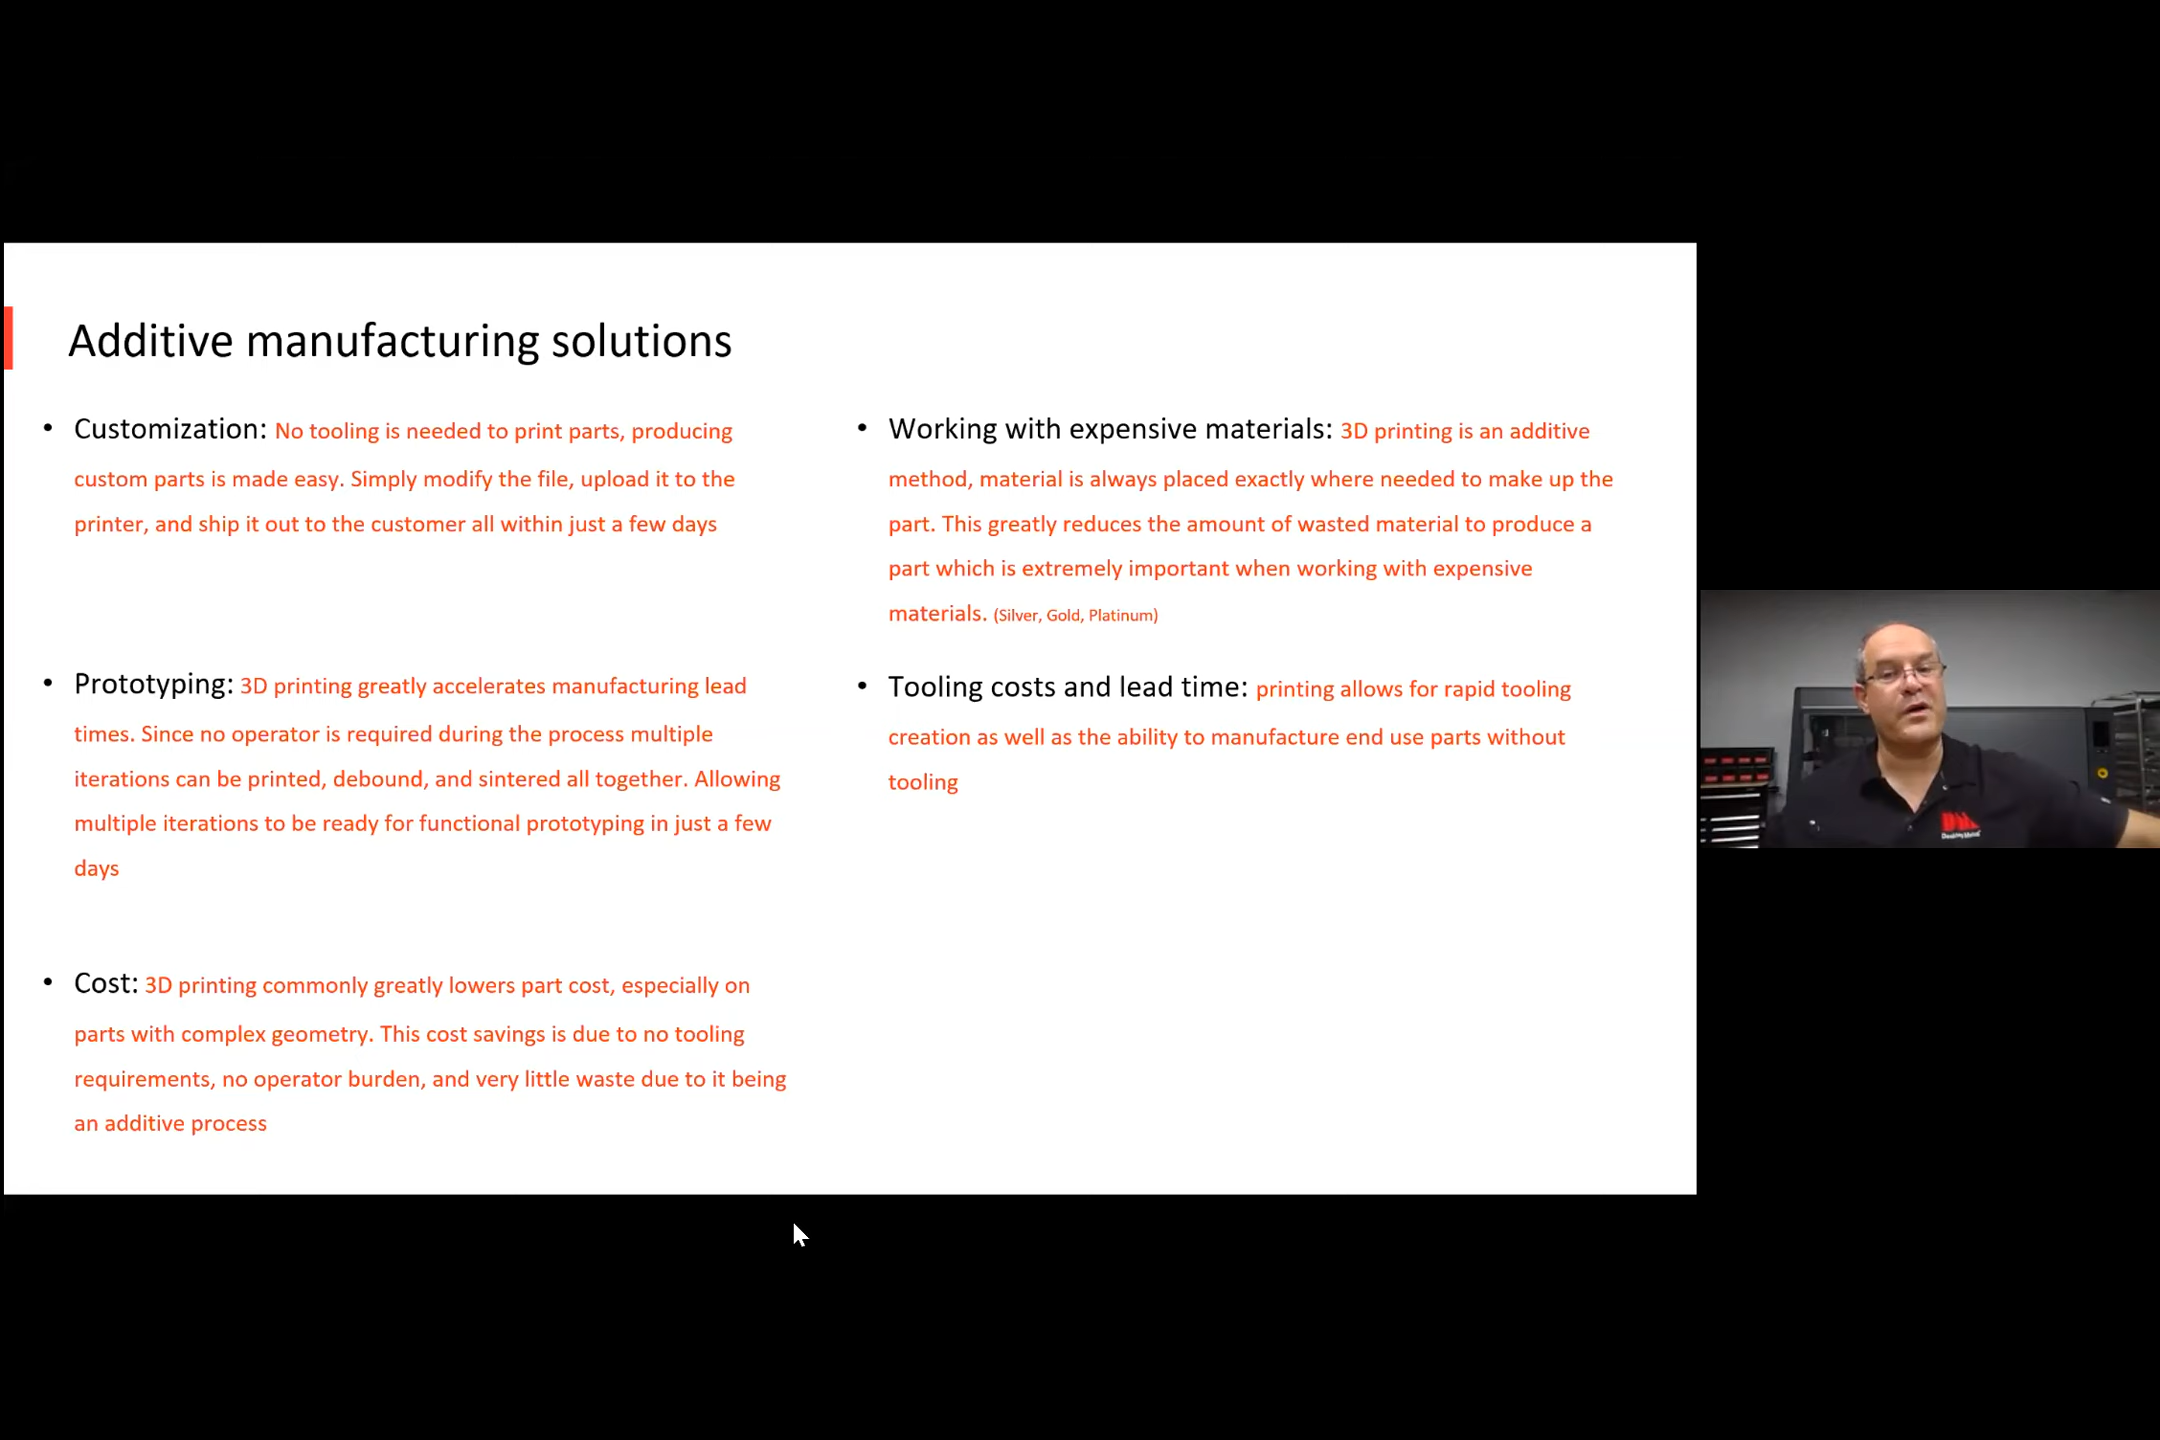 Additive manufacturing solutions
• Customization: No tooling is needed to print parts, producing
custom parts is made easy. Simply modify the file, upload it to the
printer, and ship it out to the customer all within just a few days
• Prototyping: 3D printing greatly accelerates manufacturing lead
times. Since no operator is required during the process multiple
iterations can be printed, debound, and sintered all together. Allowing
multiple iterations to be ready for functional prototyping in just a few
days
• Cost: 3D printing commonly greatly lowers part cost, especially on
parts with complex geometry. This cost savings is due to no tooling
requirements, no operator burden, and very little waste due to it being
an additive process
• Working with expensive materials: 3D printing is an additive
method, material is always placed exactly where needed to make up the
part. This greatly reduces the amount of wasted material to produce a
part which is extremely important when working with expensive
materials. (Silver, Gold, Platinum)
• Tooling costs and lead time: printing allows for rapid tooling
creation as well as the ability to manufacture end use parts without
tooling